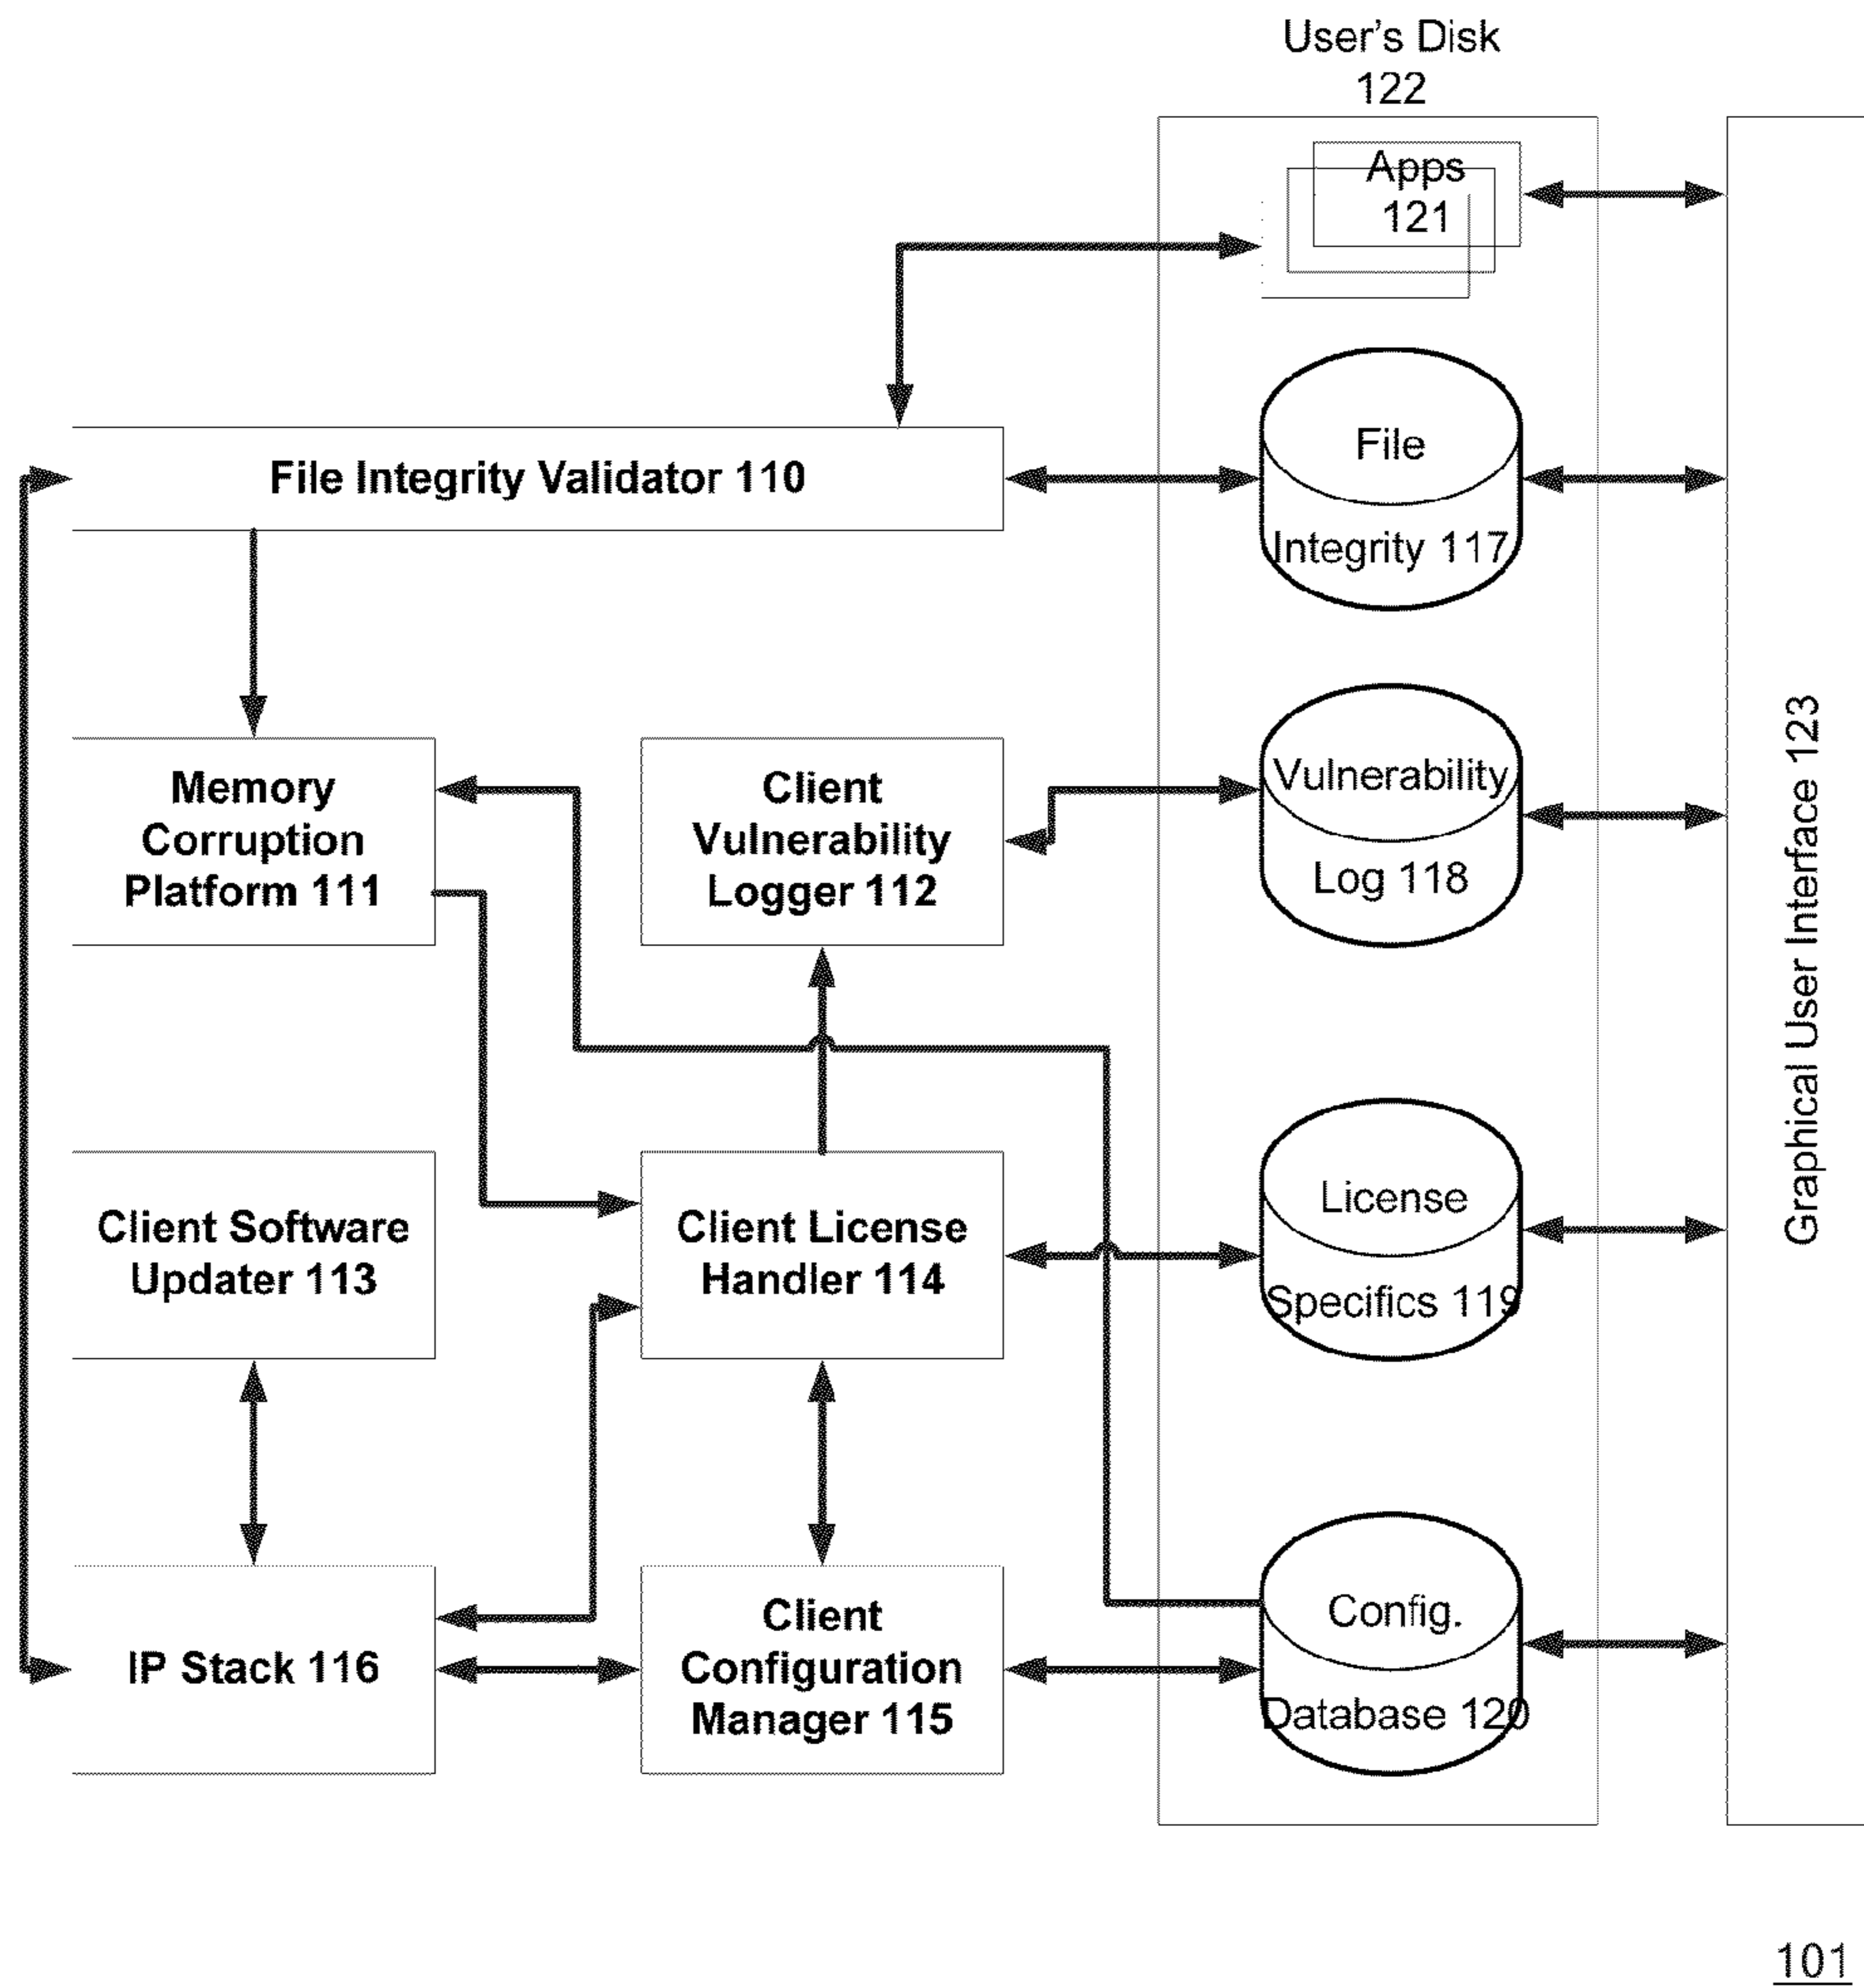 User's Disk
122
Apps
121
File Integrity Validator 110
File
Integrity 117
Memory
Corruption
Platform 111
Client
Vulnerability
Logger 112
Vulnerability
Log 118
Graphical User Interface 123
Client Software
Updater 113
Client License
Handler 114
License
Specifics 119
IP Stack 116
Client
Configuration
Manager 115
Config.
Database 120
101